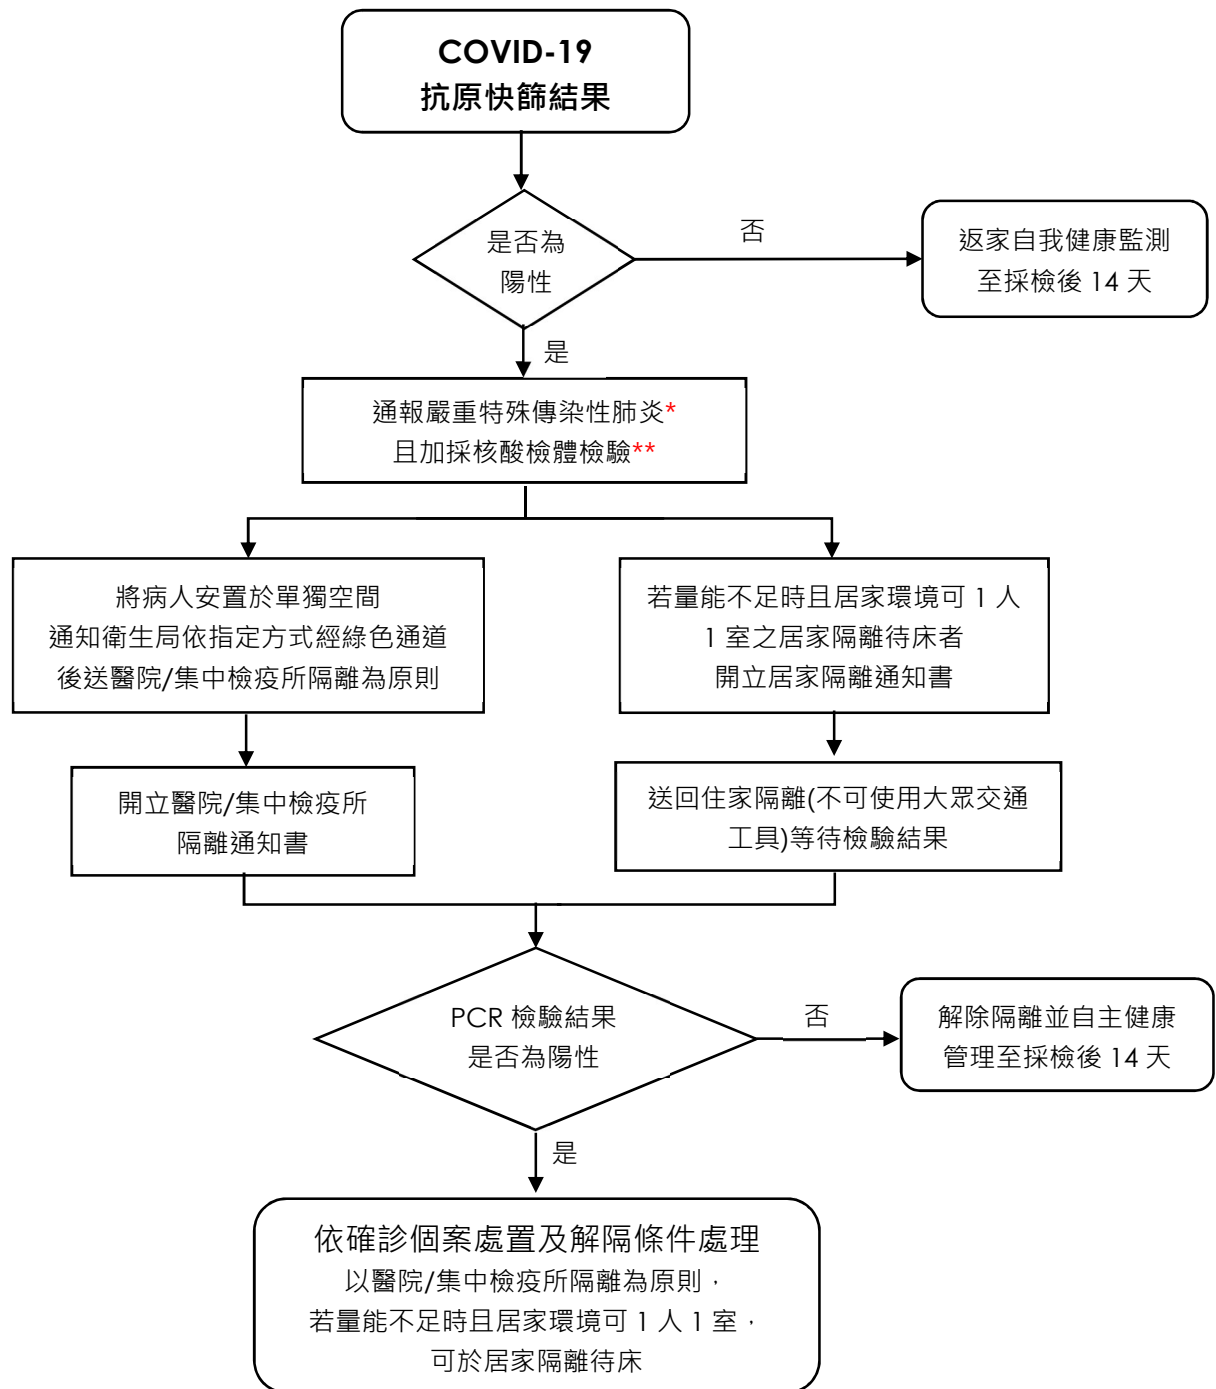 COVID-19
抗原快篩結果
是否為
陽性
否
返家自我健康監測
至採檢後 14 天
是
通報嚴重特殊傳染性肺炎*
且加採核酸檢體檢驗**
將病人安置於單獨空間
通知衛生局依指定方式經綠色通道
後送醫院/集中檢疫所隔離為原則
若量能不足時且居家環境可 1 人
1 室之居家隔離待床者
開立居家隔離通知書
開立醫院/集中檢疫所
隔離通知書
送回住家隔離(不可使用大眾交通
工具)等待檢驗結果
PCR 檢驗結果
是否為陽性
否
解除隔離並自主健康
管理至採檢後 14 天
是
依確診個案處置及解隔條件處理
以醫院/集中檢疫所隔離為原則，
若量能不足時且居家環境可 1 人 1 室，
可於居家隔離待床